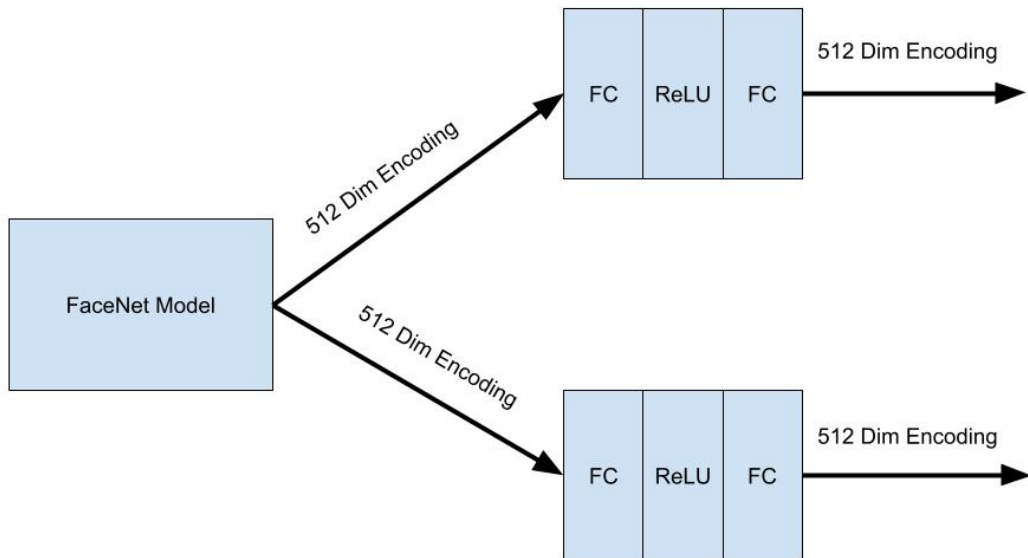 512 Dim Encoding
FC ReLU FC
512 Dim Encoding
FaceNet Model
512 Dim Encoding
512 Dim Encoding
FC ReLU FC